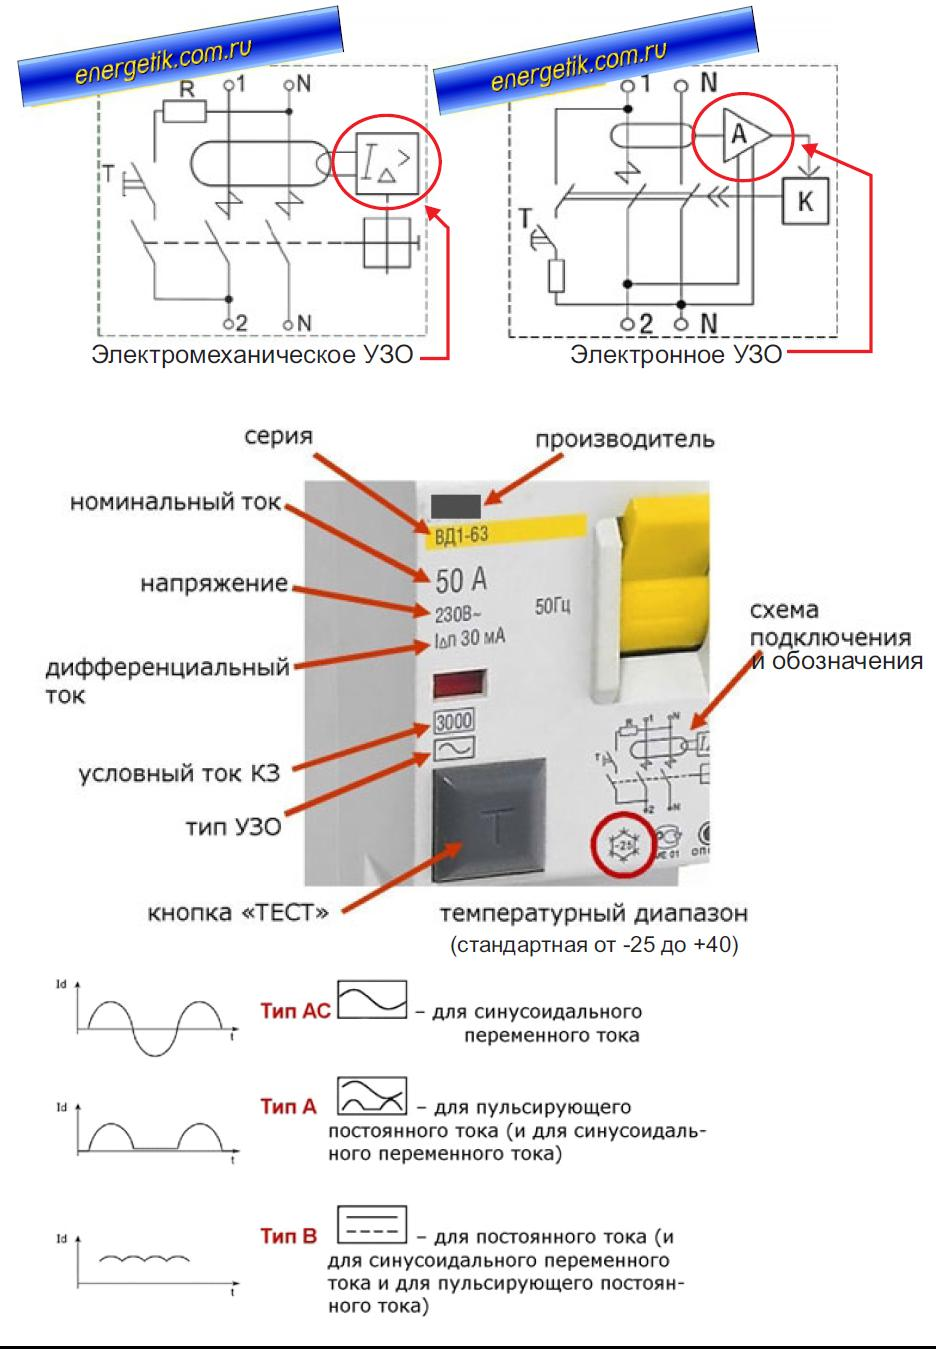 energetik.com.ru
energetik.com.ru
1 N
R
T
I△>
2 N
1 N
A
K
T
2 N
Электромеханическое УЗО
Электронное УЗО
серия
производитель
номинальный ток
ВД1-63
50 А
напряжение
230В~ 50Гц
I△n 30 мА
схема
подключения
и обозначения
дифференциальный
ток
3000
условный ток КЗ
тип УЗО
R 1 N
T
2 N
T
-25
ME 01
кнопка «ТЕСТ»
температурный диапазон
(стандартная от -25 до +40)
Id
t
Тип АС – для синусоидального
переменного тока
Id
t
Тип А – для пульсирующего
постоянного тока (и для синусоидаль-
ного переменного тока)
Id
t
Тип В – для постоянного тока (и
для синусоидального переменного
тока и для пульсирующего постоян-
ного тока)